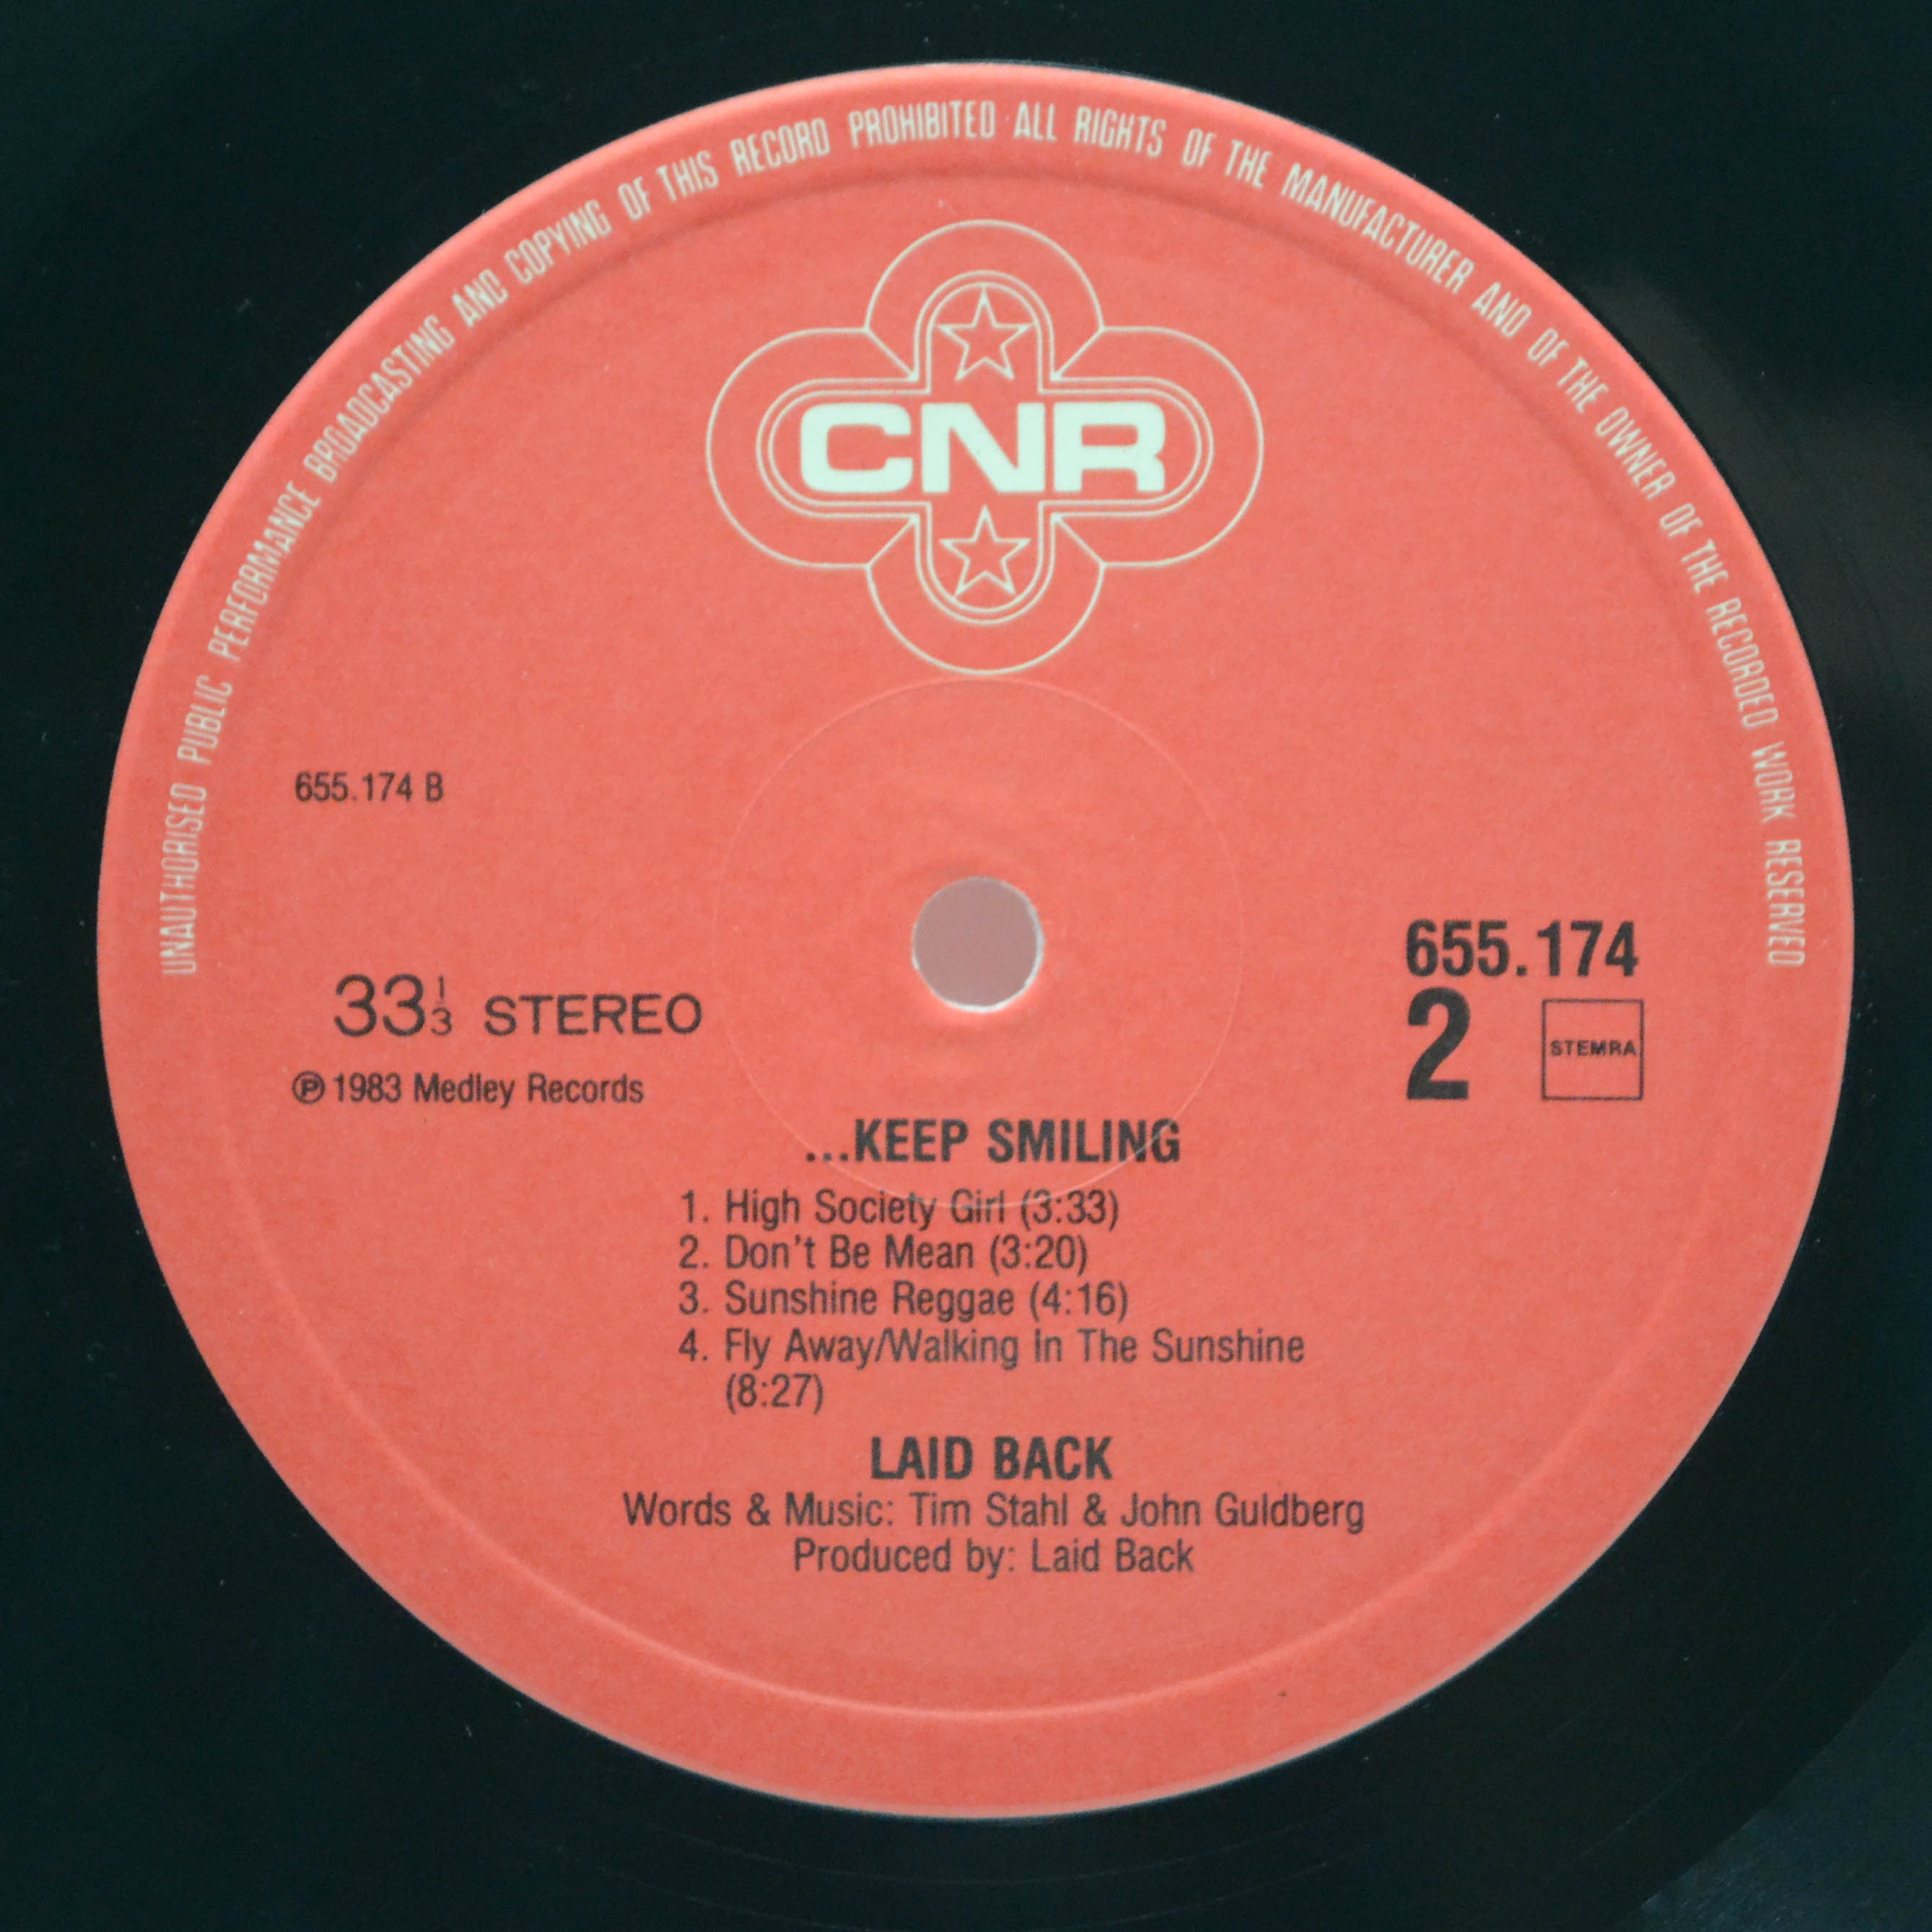 UNAUTHORISED PUBLIC PERFORMANCE BROADCASTING AND COPYING OF THIS RECORD PROHIBITED ALL RIGHTS OF THE MANUFACTURER AND OF THE OWNER OF THE RECORDED WORK RESERVED
CNR
655.174 B
655.174
33 1/3 STEREO
2 STEMRA
℗ 1983 Medley Records
...KEEP SMILING
1. High Society Girl (3:33)
2. Don't Be Mean (3:20)
3. Sunshine Reggae (4:16)
4. Fly Away/Walking In The Sunshine
(8:27)
LAID BACK
Words & Music: Tim Stahl & John Guldberg
Produced by: Laid Back